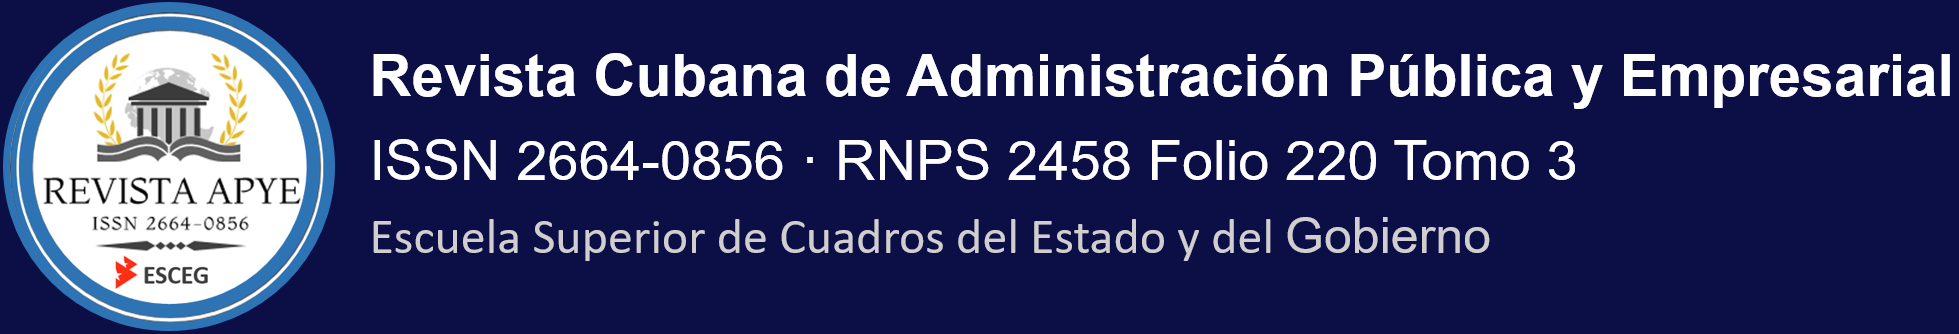 REVISTA APYE
ISSN 2664-0856
ESCEG
Revista Cubana de Administración Pública y Empresarial
ISSN 2664-0856 · RNPS 2458 Folio 220 Tomo 3
Escuela Superior de Cuadros del Estado y del Gobierno